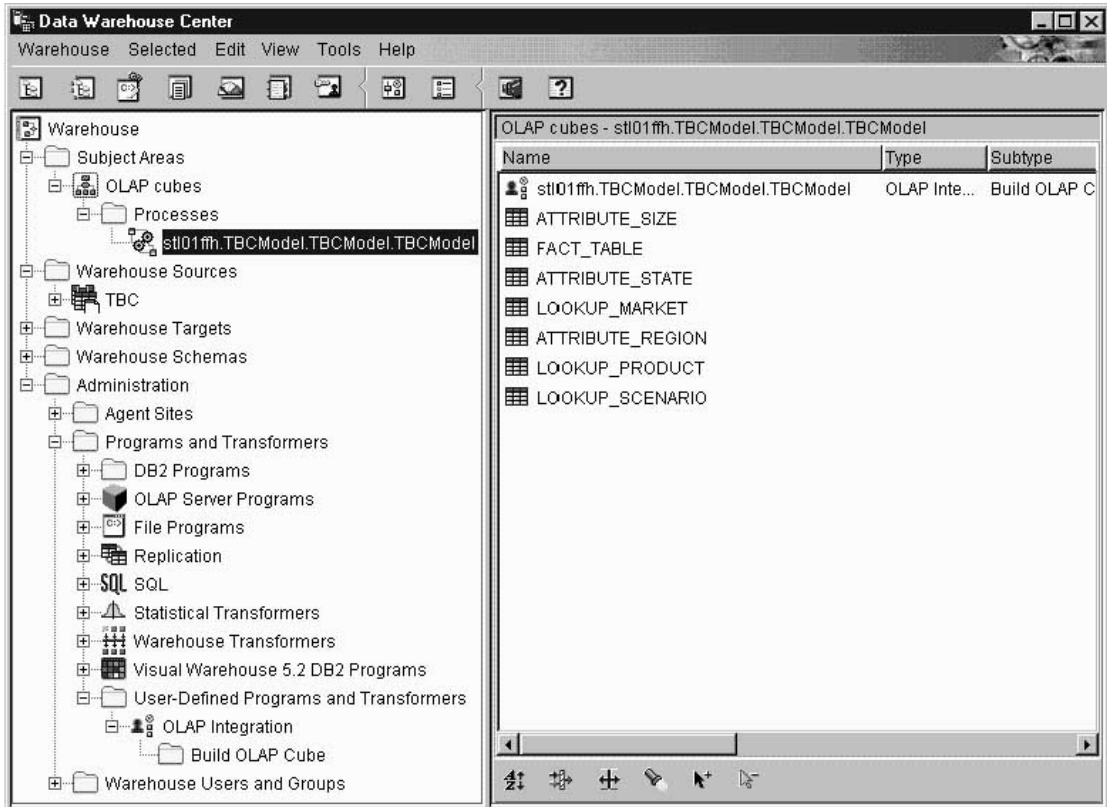 Data Warehouse Center
Warehouse Selected Edit View Tools Help
Warehouse
Subject Areas
OLAP cubes
Processes
stl01ffh.TBCModel.TBCModel.TBCModel
Warehouse Sources
TBC
Warehouse Targets
Warehouse Schemas
Administration
Agent Sites
Programs and Transformers
DB2 Programs
OLAP Server Programs
File Programs
Replication
SQL SQL
Statistical Transformers
Warehouse Transformers
Visual Warehouse 5.2 DB2 Programs
User-Defined Programs and Transformers
OLAP Integration
Build OLAP Cube
Warehouse Users and Groups
OLAP cubes - stl01ffh.TBCModel.TBCModel.TBCModel
Name Type Subtype
stl01ffh.TBCModel.TBCModel.TBCModel OLAP Inte... Build OLAP C
ATTRIBUTE_SIZE
FACT_TABLE
ATTRIBUTE_STATE
LOOKUP_MARKET
ATTRIBUTE_REGION
LOOKUP_PRODUCT
LOOKUP_SCENARIO